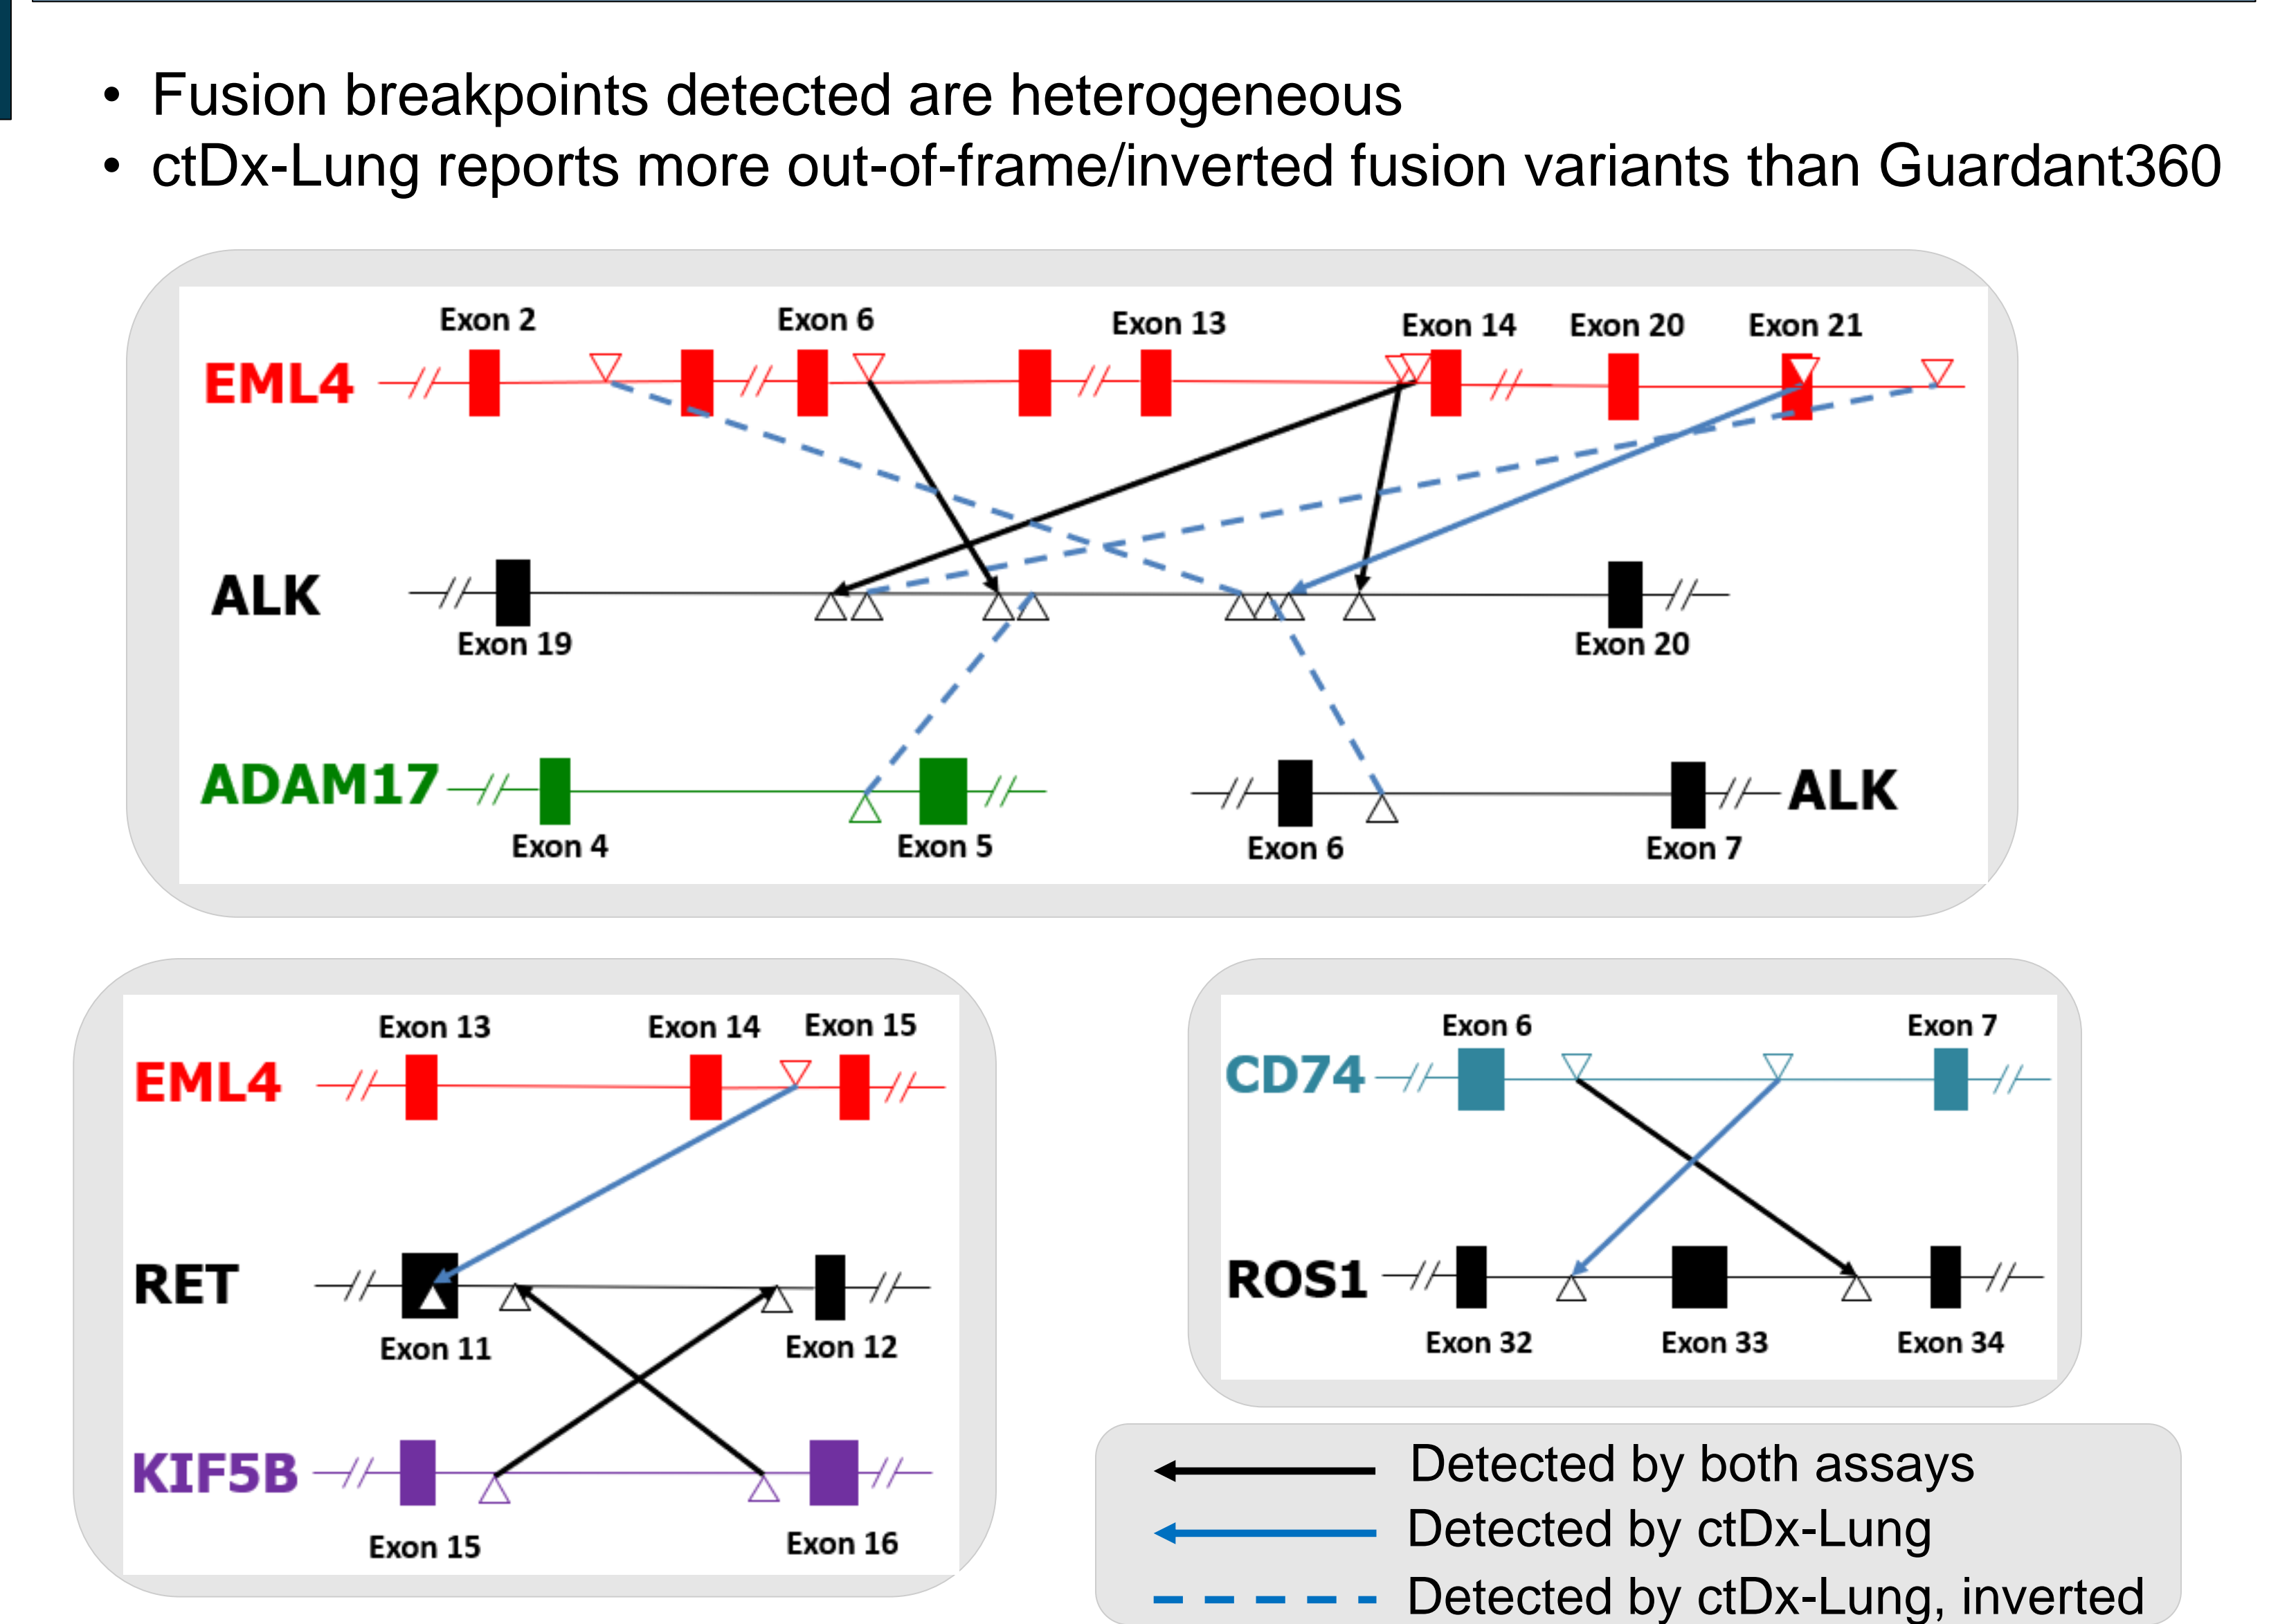 • Fusion breakpoints detected are heterogeneous
• ctDx-Lung reports more out-of-frame/inverted fusion variants than Guardant360
Exon 2 Exon 6 Exon 13 Exon 14 Exon 20 Exon 21
EML4
ALK
Exon 19 Exon 20
ADAM17 ALK
Exon 4 Exon 5 Exon 6 Exon 7
Exon 13 Exon 14 Exon 15
EML4
RET
Exon 11 Exon 12
KIF5B
Exon 15 Exon 16
Exon 6 Exon 7
CD74
ROS1
Exon 32 Exon 33 Exon 34
Detected by both assays
Detected by ctDx-Lung
Detected by ctDx-Lung, inverted